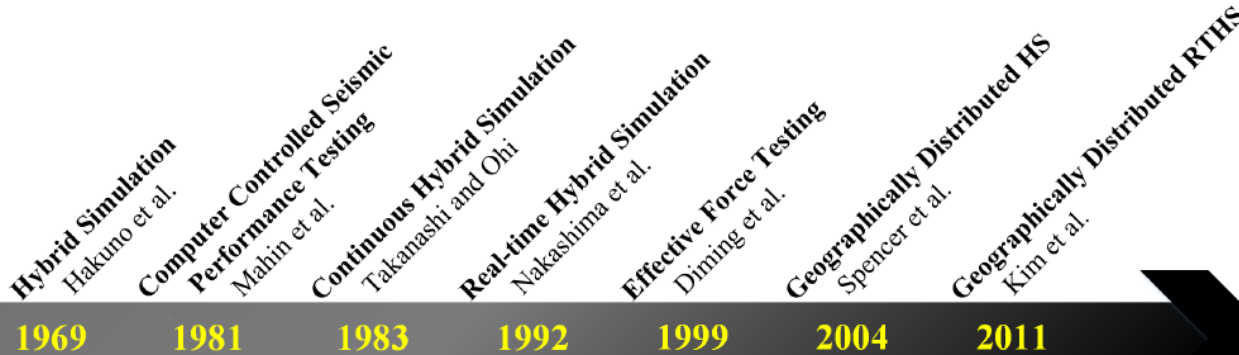 Hybrid Simulation
Hakuno et al.
Computer Controlled Seismic
Performance Testing
Mahin et al.
Continuous Hybrid Simulation
Takanashi and Ohi
Real-time Hybrid Simulation
Nakashima et al.
Effective Force Testing
Diming et al.
Geographically Distributed HS
Spencer et al.
Geographically Distributed RTHS
Kim et al.
1969 1981 1983 1992 1999 2004 2011